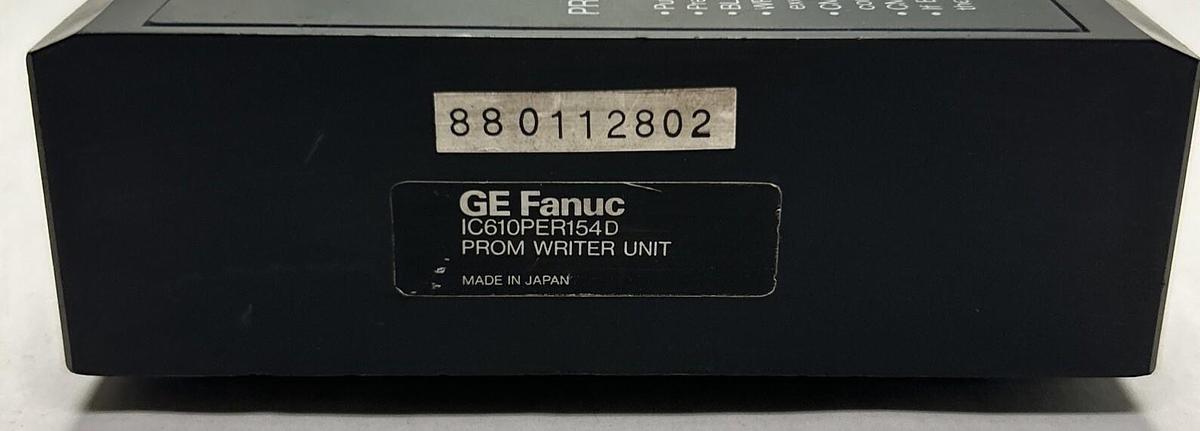 880112802
GE Fanuc
IC610PER154D
PROM WRITER UNIT
MADE IN JAPAN